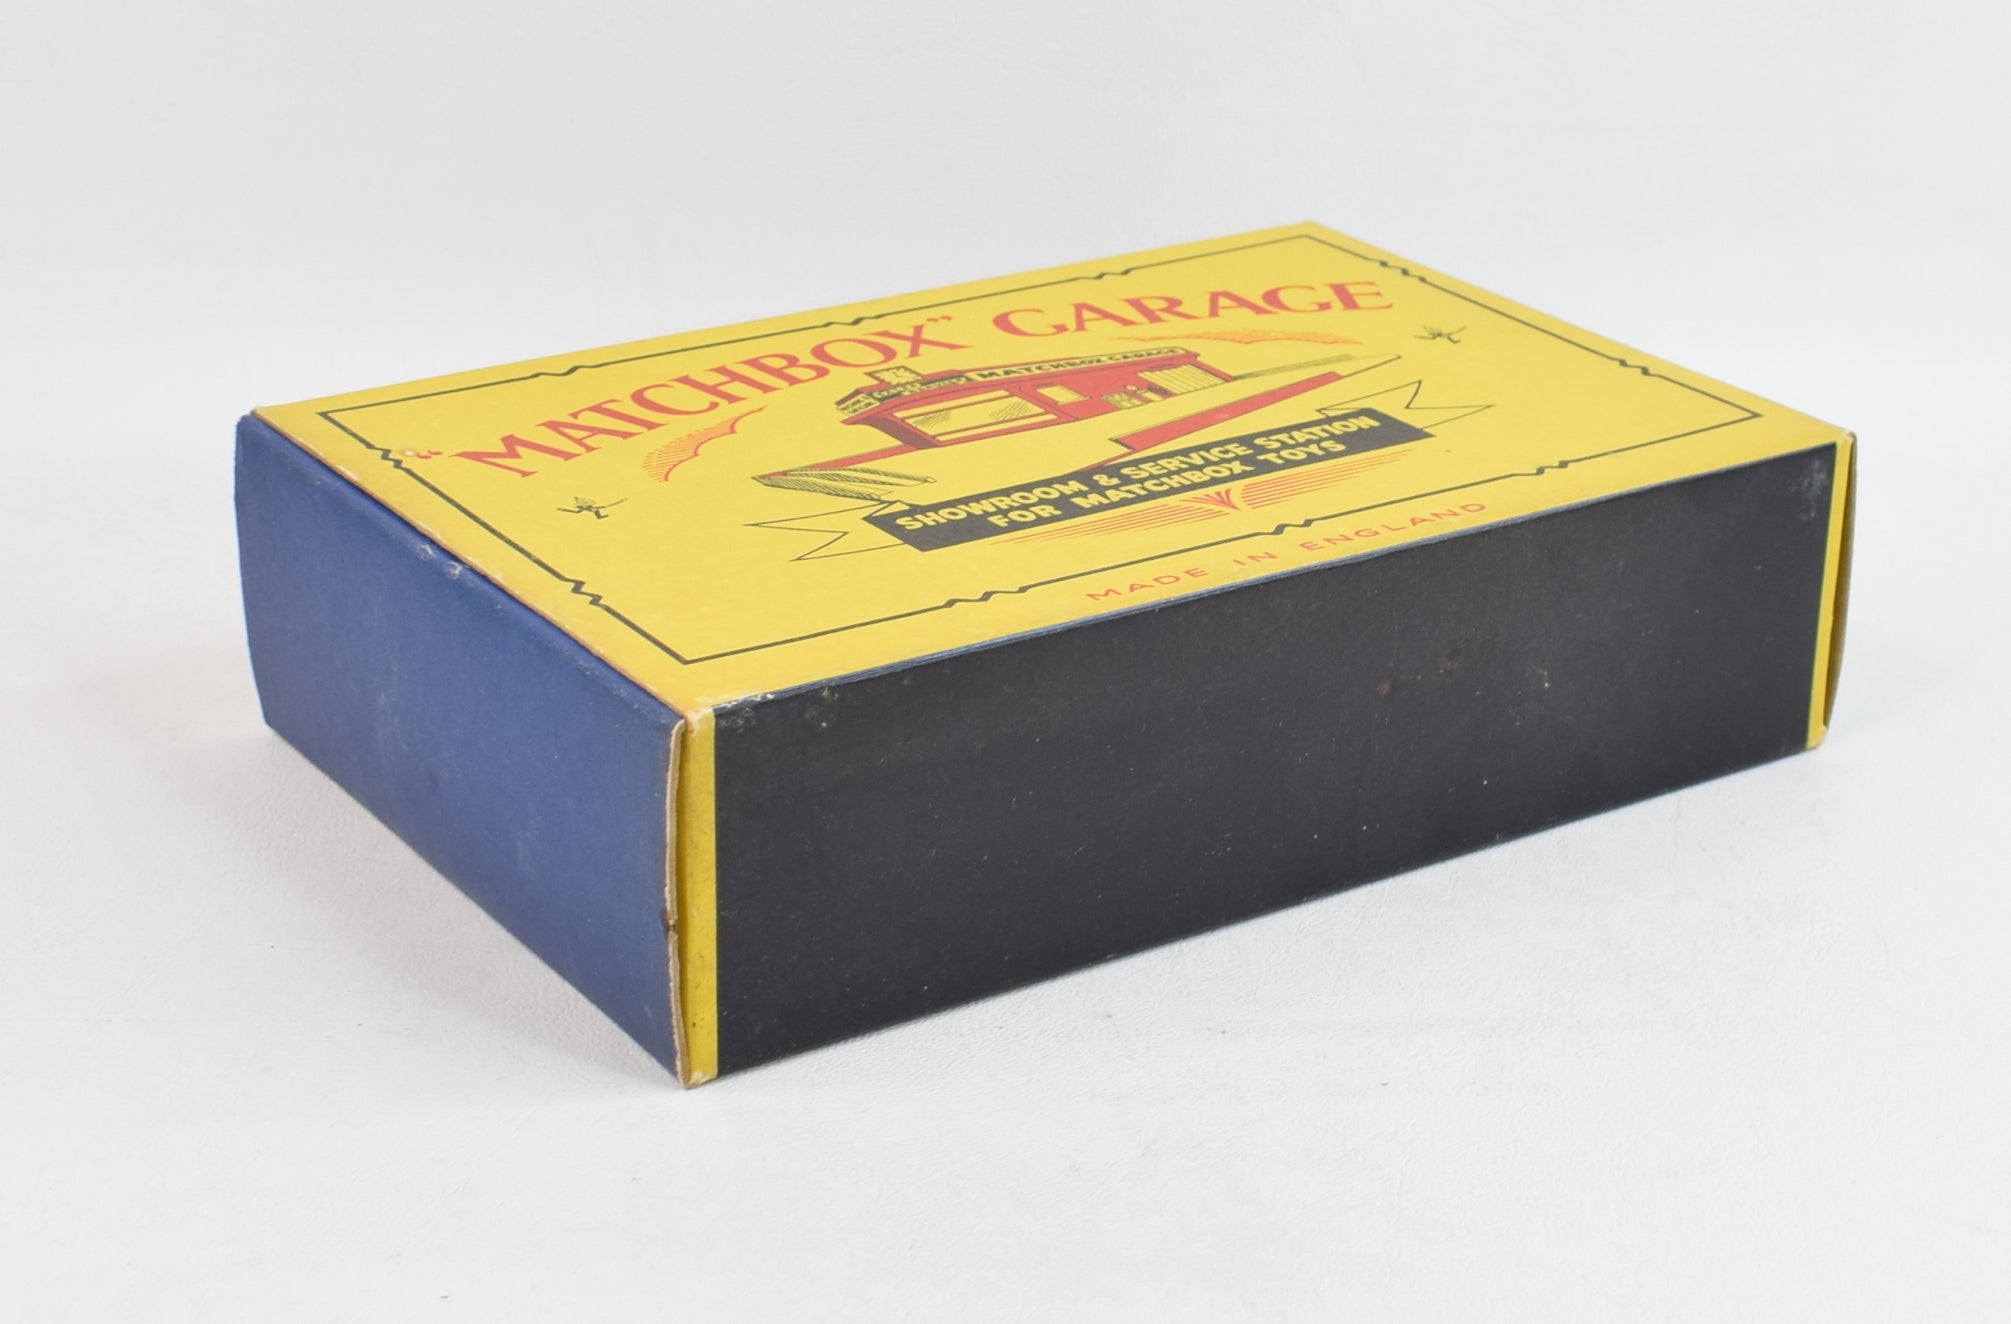 "MATCHBOX" GARAGE
MATCHBOX GARAGE
SHOWROOM & SERVICE STATION
FOR MATCHBOX TOYS
MADE IN ENGLAND